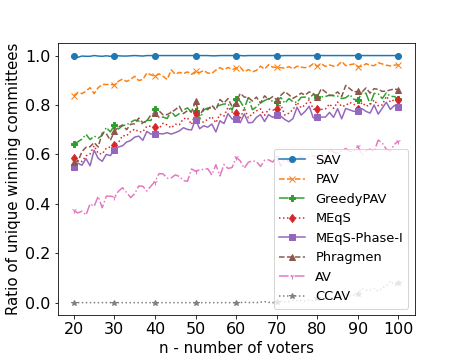 Ratio of unique winning committees
1.0
0.8
0.6
0.4
0.2
0.0
SAV
PAV
GreedyPAV
MEqS
MEqS-Phase-I
Phragmen
AV
CCAV
20 30 40 50 60 70 80 90 100
n - number of voters